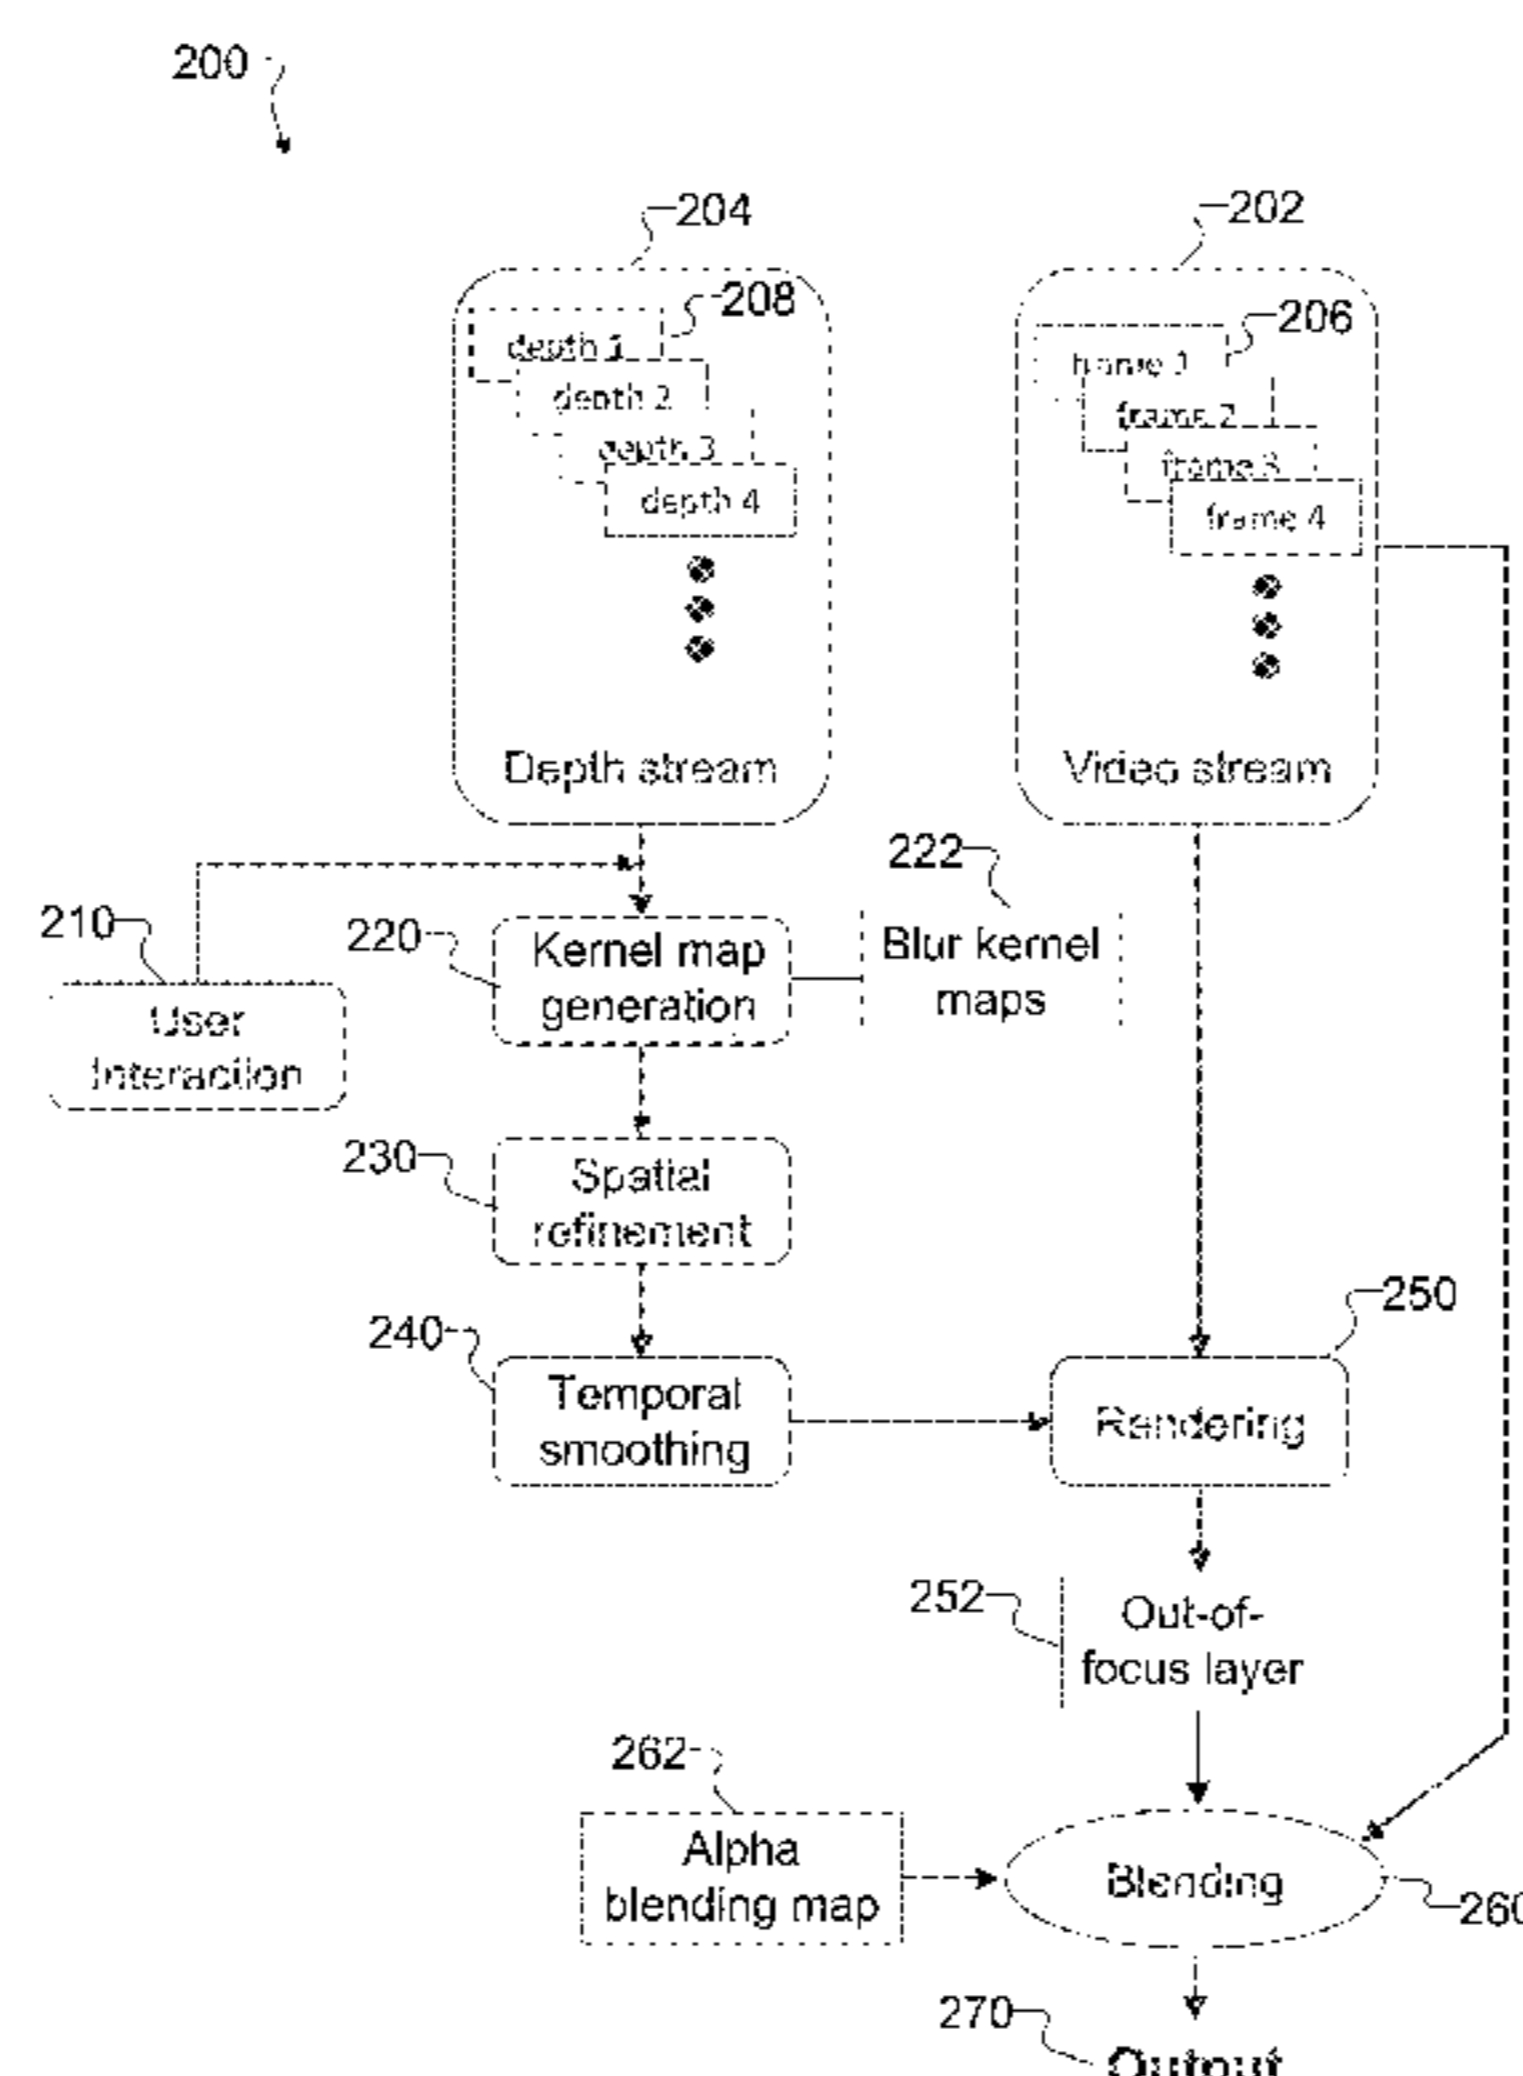 200
204
202
208
206
depth 1
depth 2
depth 3
depth 4
frame 1
frame 2
frame 3
frame 4
Depth stream
Video stream
222
210
220
Kernel map
generation
Blur kernel
maps
User
Interaction
230
Spatial
refinement
240
250
Temporal
smoothing
Rendering
252
Out-of-
focus layer
262
Alpha
blending map
Blending
260
270
Output